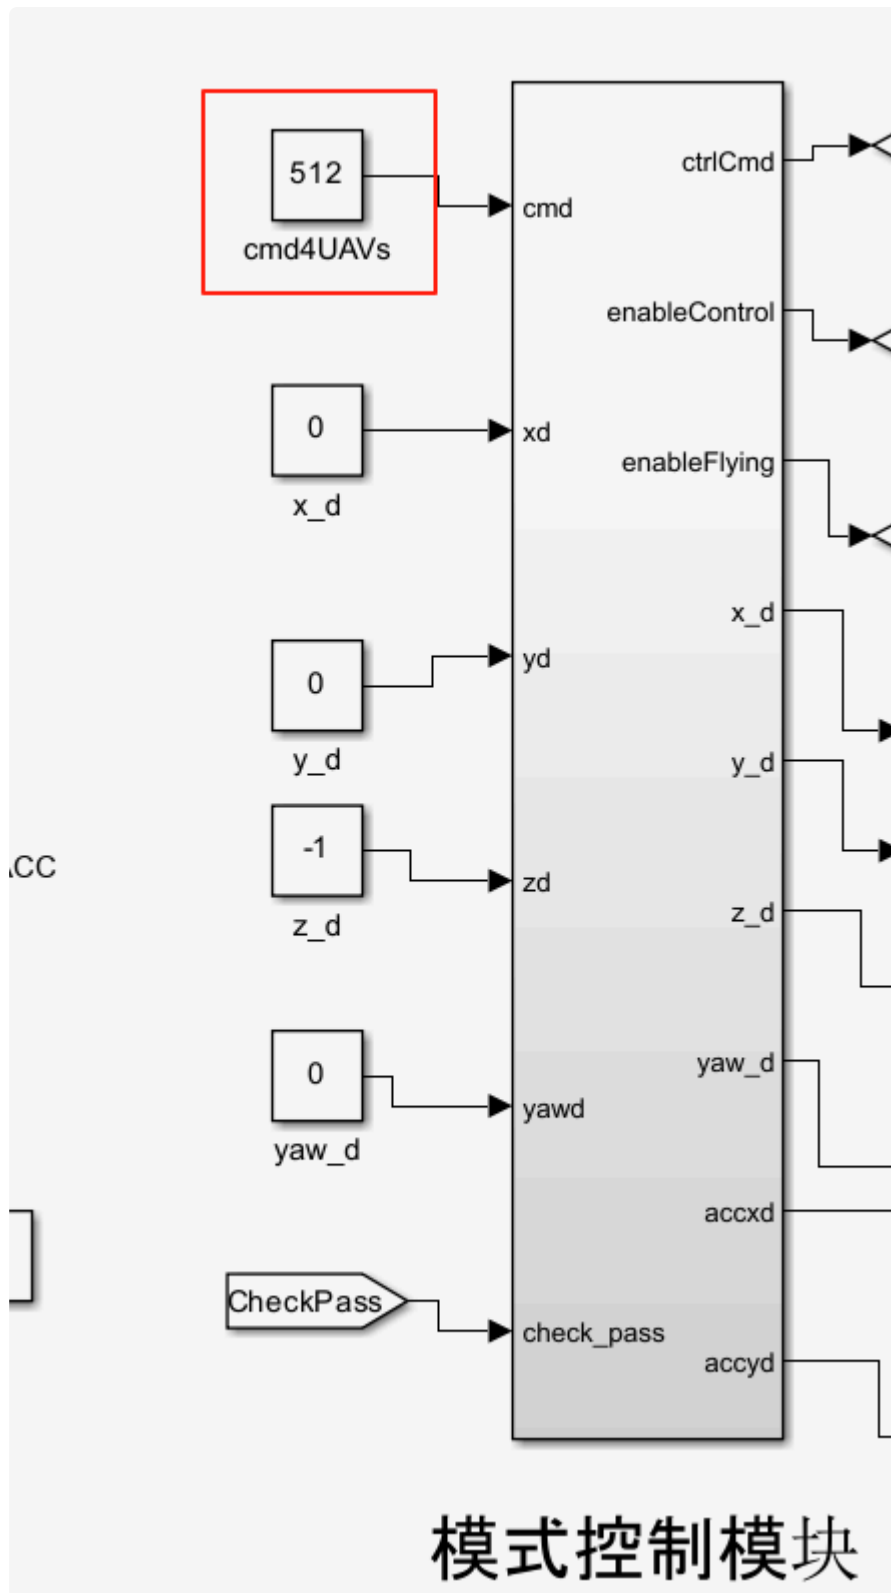 512
cmd4UAVs
cmd
ctrlCmd
enableControl
0
x_d
xd
enableFlying
x_d
0
y_d
yd
y_d
-1
z_d
zd
z_d
0
yaw_d
yawd
yaw_d
accxd
CheckPass
check_pass
accyd
模式控制模块